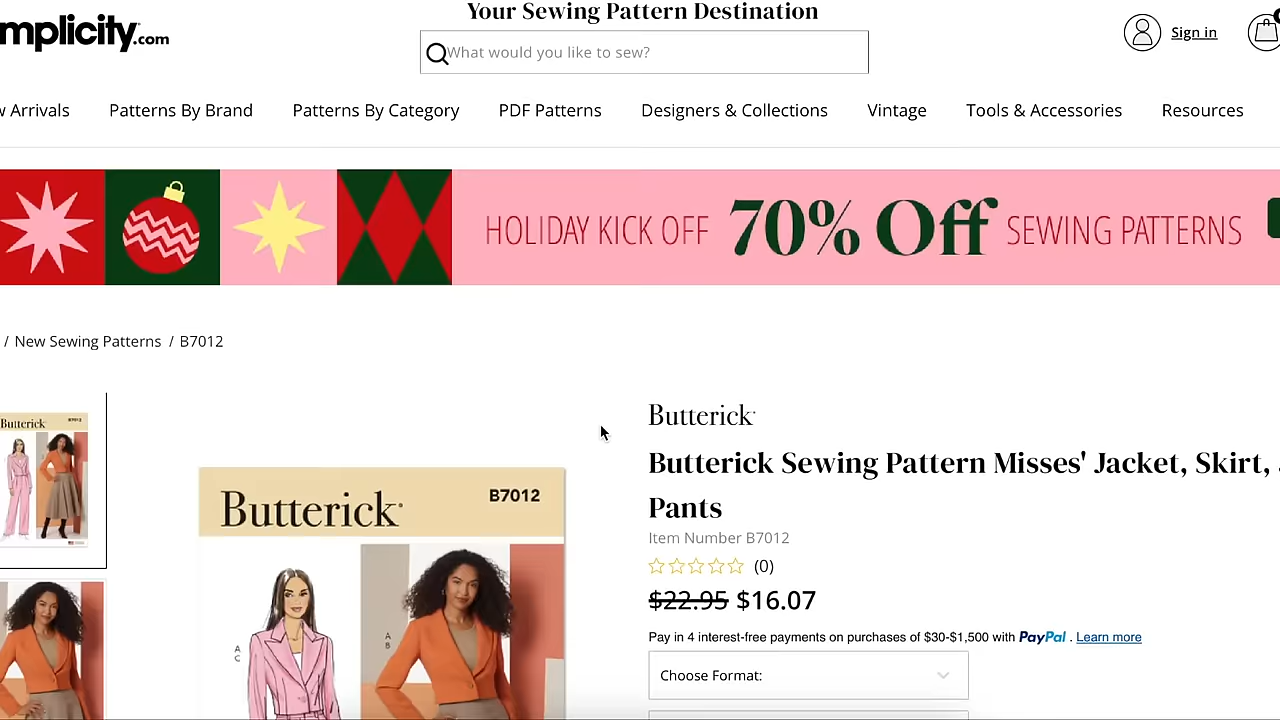 Your Sewing Pattern Destination
mplicity.com
What would you like to sew?
Sign in
Arrivals
Patterns By Brand
Patterns By Category
PDF Patterns
Designers & Collections
Vintage
Tools & Accessories
Resources
HOLIDAY KICK OFF 70% Off SEWING PATTERNS
/ New Sewing Patterns / B7012
Butterick
B7012
Butterick
Butterick Sewing Pattern Misses' Jacket, Skirt,
Pants
Item Number B7012
(0)
$22.95 $16.07
Pay in 4 interest-free payments on purchases of $30-$1,500 with PayPal . Learn more
Choose Format:
Butterick
B7012
A
C
A
B